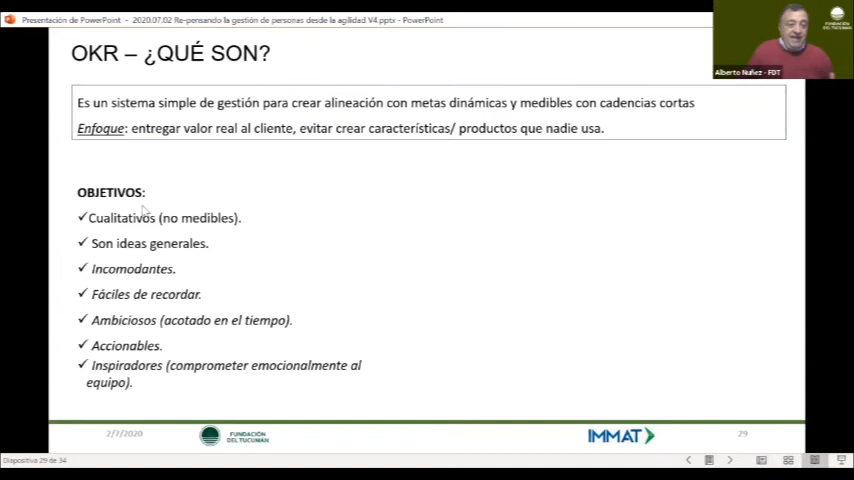 Presentación de PowerPoint - 2020.07.02 Re-pensando la gestión de personas desde la agilidad V4.pptx - PowerPoint
FUNDACIÓN
DEL TUCUMÁN
Alberto Nuñez - FDT
OKR – ¿QUÉ SON?
Es un sistema simple de gestión para crear alineación con metas dinámicas y medibles con cadencias cortas
Enfoque: entregar valor real al cliente, evitar crear características/ productos que nadie usa.
OBJETIVOS:
✓Cualitativos (no medibles).
✓ Son ideas generales.
✓ Incomodantes.
✓ Fáciles de recordar.
✓ Ambiciosos (acotado en el tiempo).
✓ Accionables.
✓ Inspiradores (comprometer emocionalmente al
equipo).
2/7/2020
FUNDACIÓN
DEL TUCUMÁN
IMMAT
29
Diapositiva 29 de 34